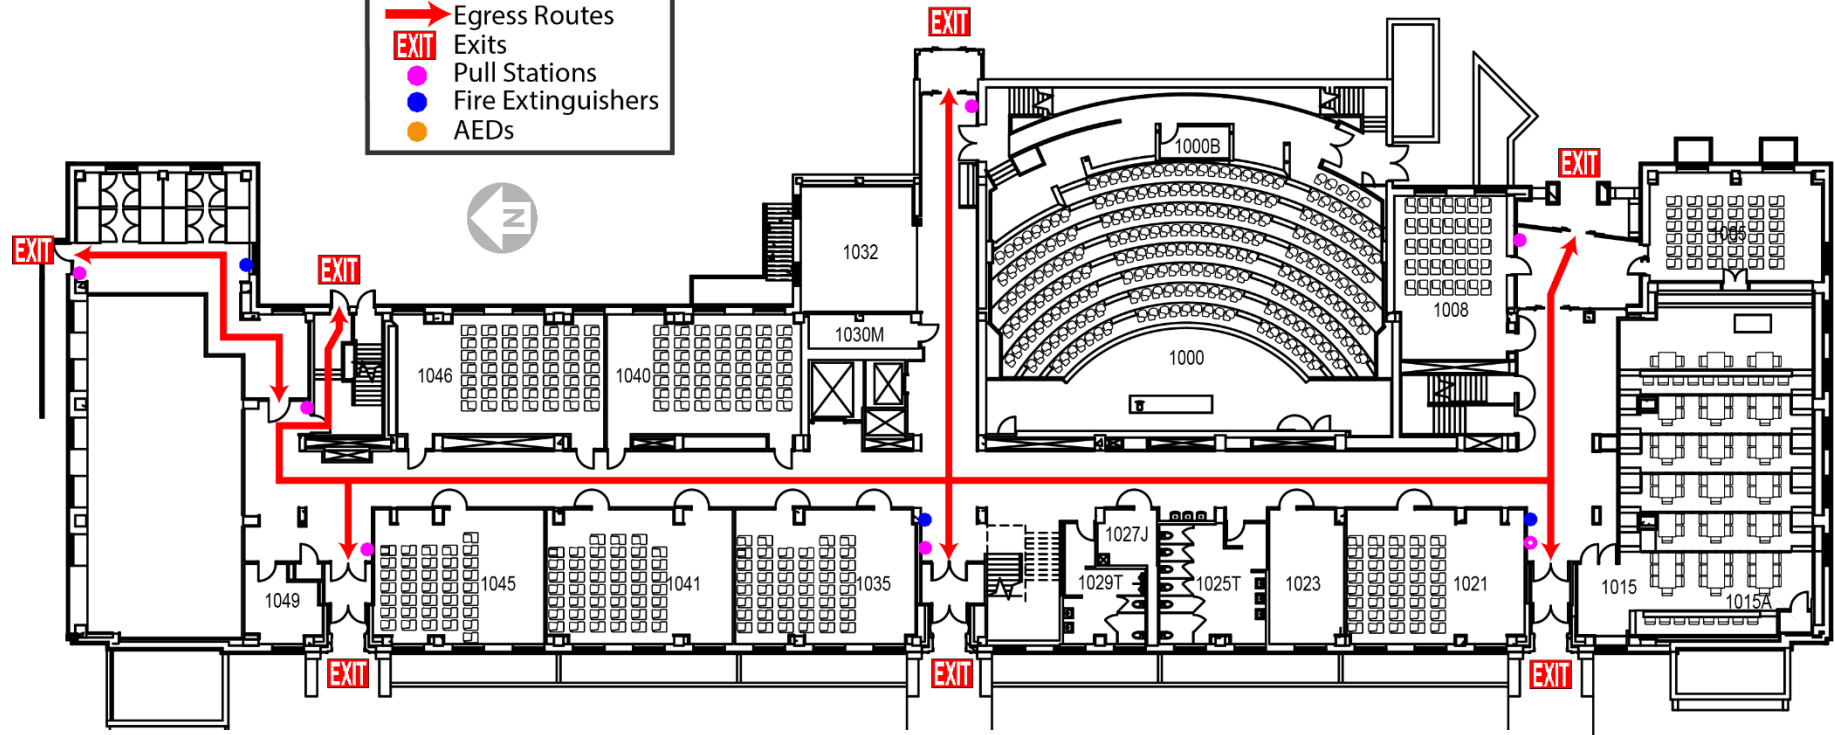 Egress Routes
EXIT Exits
Pull Stations
Fire Extinguishers
AEDs
EXIT
EXIT
EXIT
EXIT
N
1000B
1005
1032
1008
1030M
1046
1040
1000
1027J
1045
1041
1035
1029T
1025T
1023
1021
1015
1015A
1049
EXIT
EXIT
EXIT